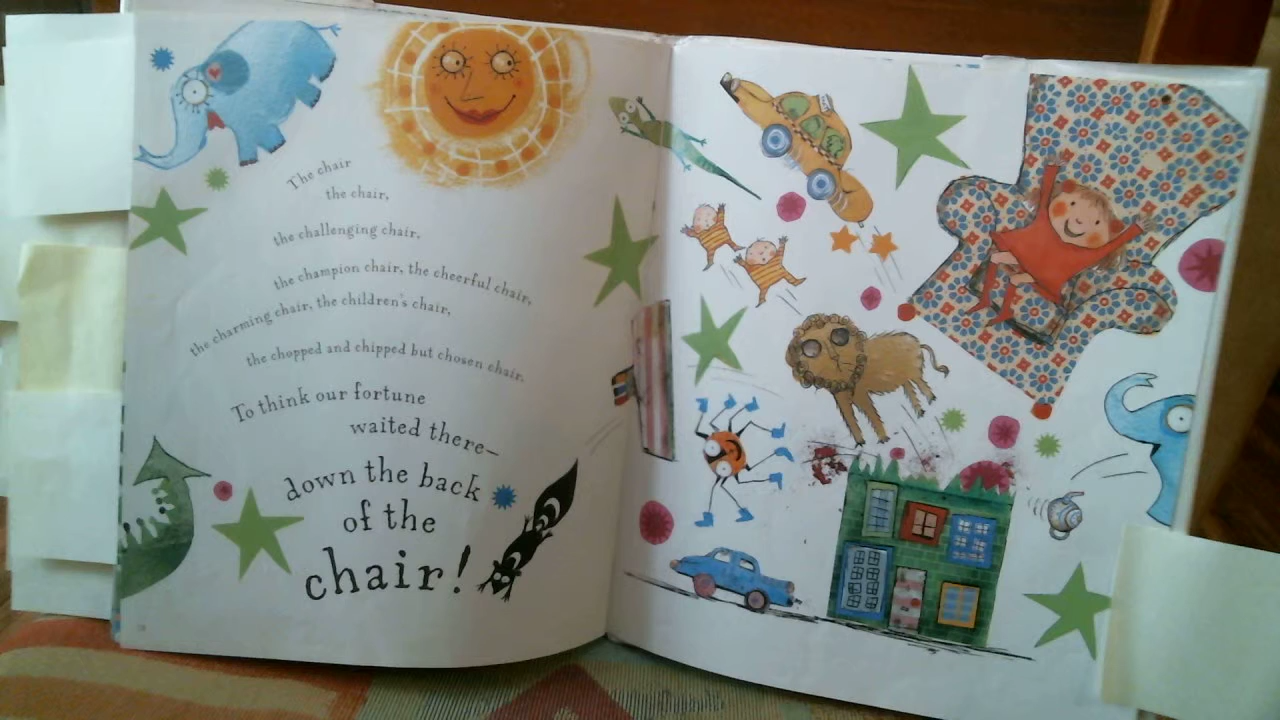 The chair
the chair,
the challenging chair,
the champion chair, the cheerful chair,
the charming chair, the children's chair,
the chopped and chipped but chosen chair.
To think our fortune
waited there—
down the back
of the
chair!